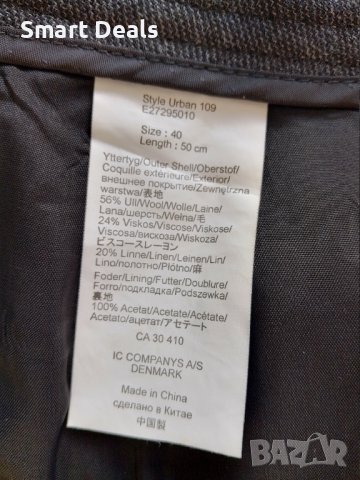 Smart Deals
Style Urban 109
E27295010
Size : 40
Length : 50 cm
Yttertyg/Outer Shell/Oberstof/
Coquille extérieure/Exterior/
внешнее покрытие/Zewnętrzna
warstwa/表地
56% Ull/Wool/Wolle/Laine/
Lana/шерсть/Wełna/毛
24% Viskos/Viscose/Viskose/
Viscosa/вискоза/Wiskoza/
ビスコースレーヨン
20% Linne/Linen/Leinen/Lin/
Lino/полотно/Płótno/麻
Foder/Lining/Futter/Doublure/
Forro/подкладка/Podszewka/
裏地
100% Acetat/Acetate/Acétate/
Acetato/ацетат/アセテート
CA 30 410
IC COMPANYS A/S
DENMARK
Made in China
сделано в Китае
中国製
BAZAR